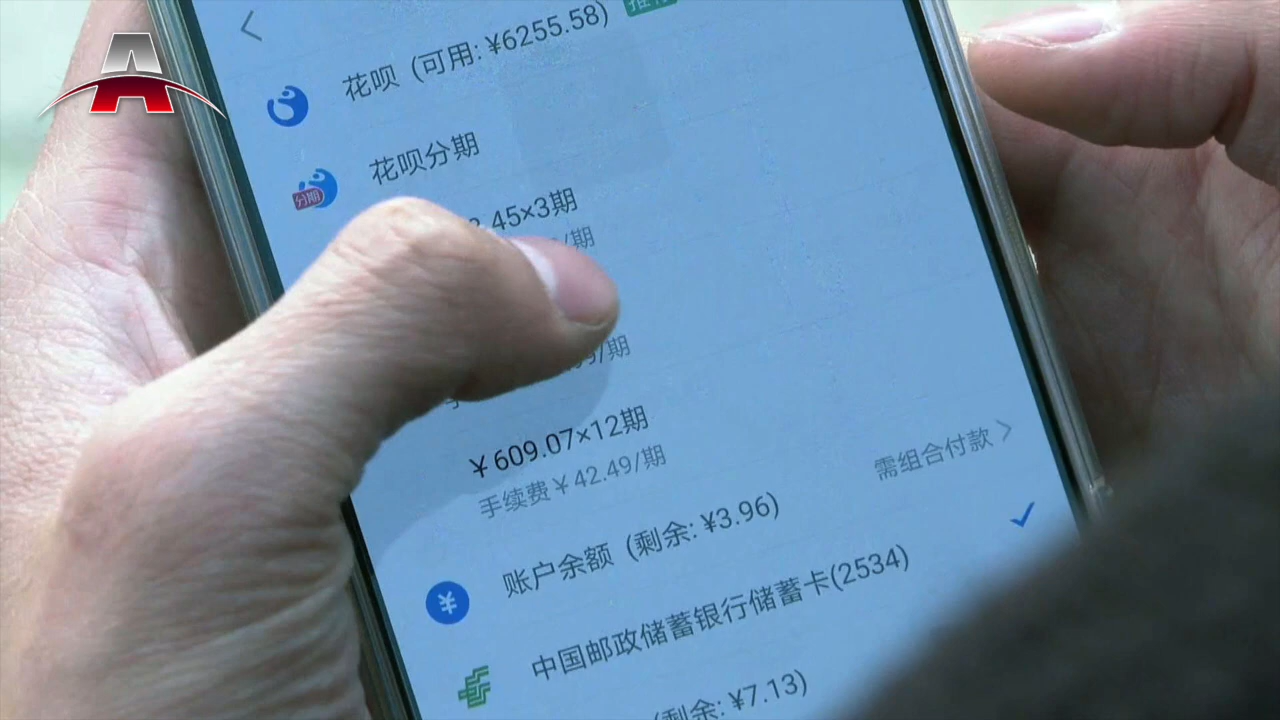 花呗 (可用: ¥6255.58)
花呗分期
分期
.45×3期
/期
/期
¥609.07×12期
手续费¥42.49/期
需组合付款
账户余额 (剩余: ¥3.96)
中国邮政储蓄银行储蓄卡(2534)
(剩余: ¥7.13)